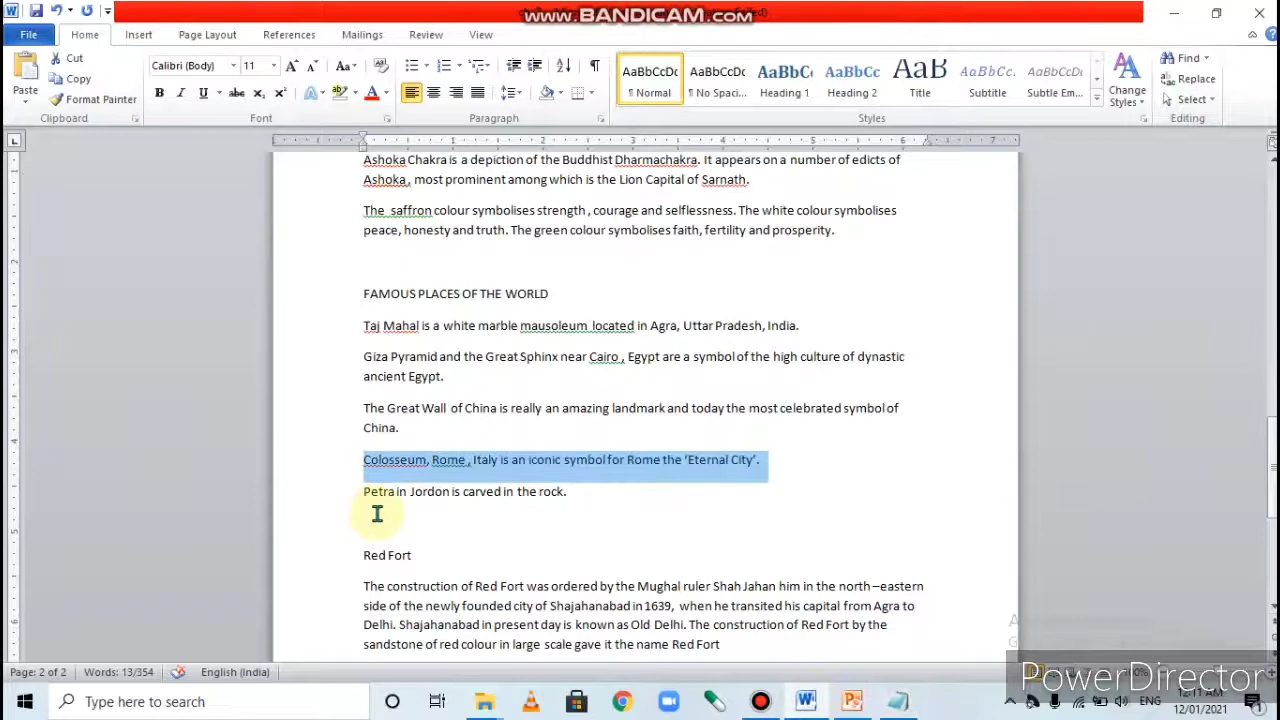 www.BANDICAM.com
File Home Insert Page Layout References Mailings Review View
Paste
Cut
Copy
Format Painter
Clipboard
Calibri (Body) 11
Font
Paragraph
AaBbCcDc AaBbCcDc AaBbC AaBbCc AaB AaBbCcD AaBbCcDc
¶ Normal ¶ No Spaci... Heading 1 Heading 2 Title Subtitle Subtle Em...
Styles
Change
Styles
Find
Replace
Select
Editing
Ashoka Chakra is a depiction of the Buddhist Dharmachakra. It appears on a number of edicts of
Ashoka , most prominent among which is the Lion Capital of Sarnath.
The saffron colour symbolises strength , courage and selflessness. The white colour symbolises
peace, honesty and truth. The green colour symbolises faith, fertility and prosperity.
FAMOUS PLACES OF THE WORLD
Taj Mahal is a white marble mausoleum located in Agra, Uttar Pradesh, India.
Giza Pyramid and the Great Sphinx near Cairo , Egypt are a symbol of the high culture of dynastic
ancient Egypt.
The Great Wall of China is really an amazing landmark and today the most celebrated symbol of
China.
Colosseum, Rome , Italy is an iconic symbol for Rome the ‘Eternal City’.
Petra in Jordon is carved in the rock.
Red Fort
The construction of Red Fort was ordered by the Mughal ruler Shah Jahan him in the north –eastern
side of the newly founded city of Shajahanabad in 1639, when he transited his capital from Agra to
Delhi. Shajahanabad in present day is known as Old Delhi. The construction of Red Fort by the
sandstone of red colour in large scale gave it the name Red Fort
Page: 2 of 2 Words: 13/354 English (India)
PowerDirector
Type here to search
ENG
12:11 AM
12/01/2021